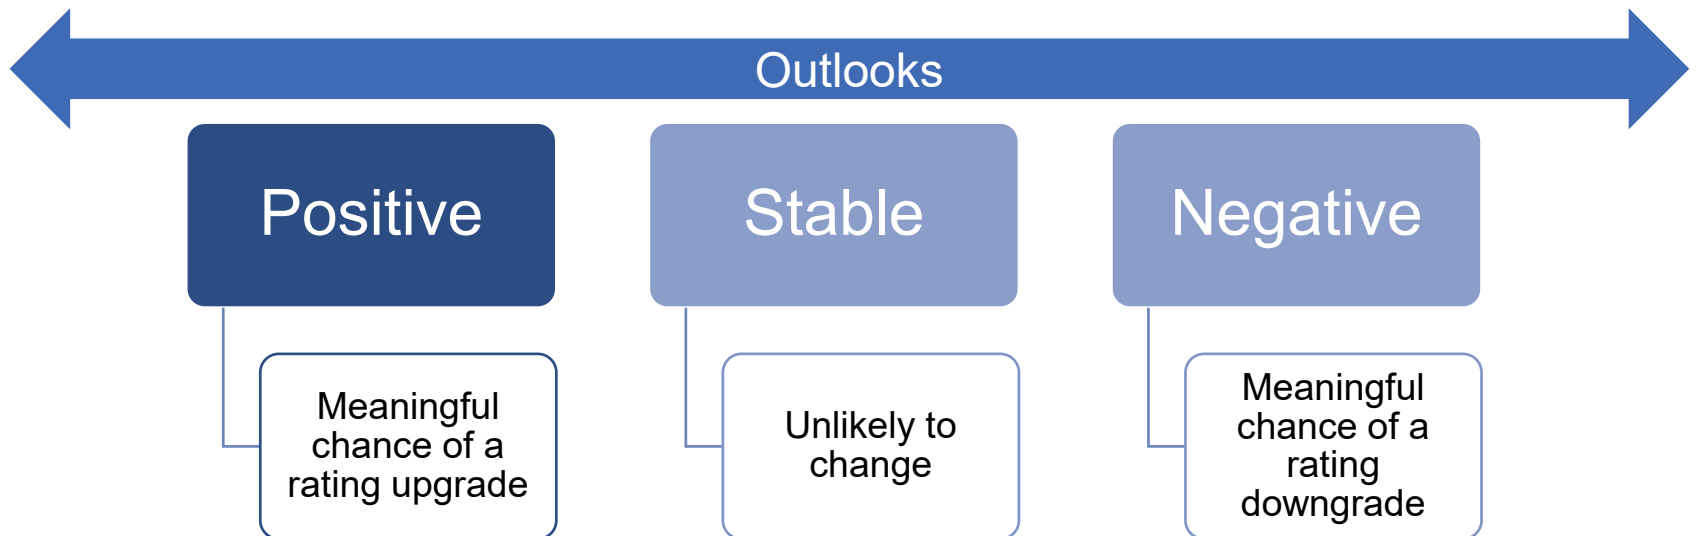 Outlooks
Positive
Meaningful
chance of a
rating upgrade
Stable
Unlikely to
change
Negative
Meaningful
chance of a
rating
downgrade